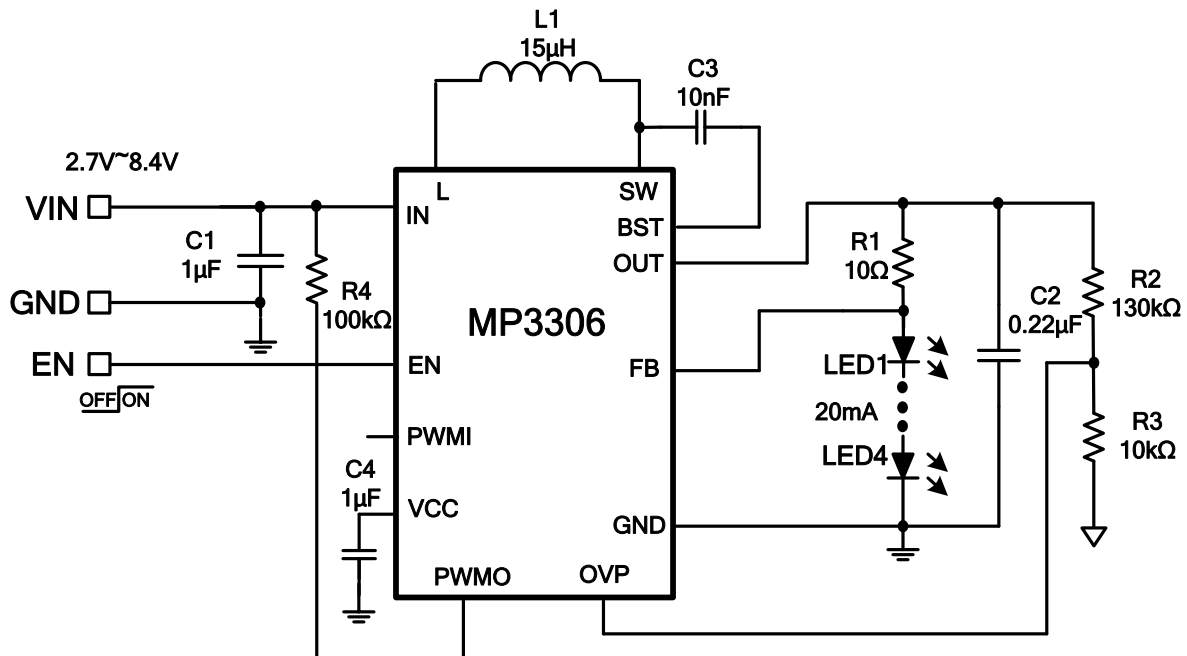 L1
15µH
C3
10nF
2.7V~8.4V
VIN
L
SW
IN
BST
C1
1µF
OUT
R1
10Ω
GND
R4
100kΩ
MP3306
R2
130kΩ
C2
0.22µF
EN
EN
FB
LED1
OFF ON
20mA
PWMI
R3
10kΩ
LED4
C4
1µF
VCC
GND
PWMO
OVP